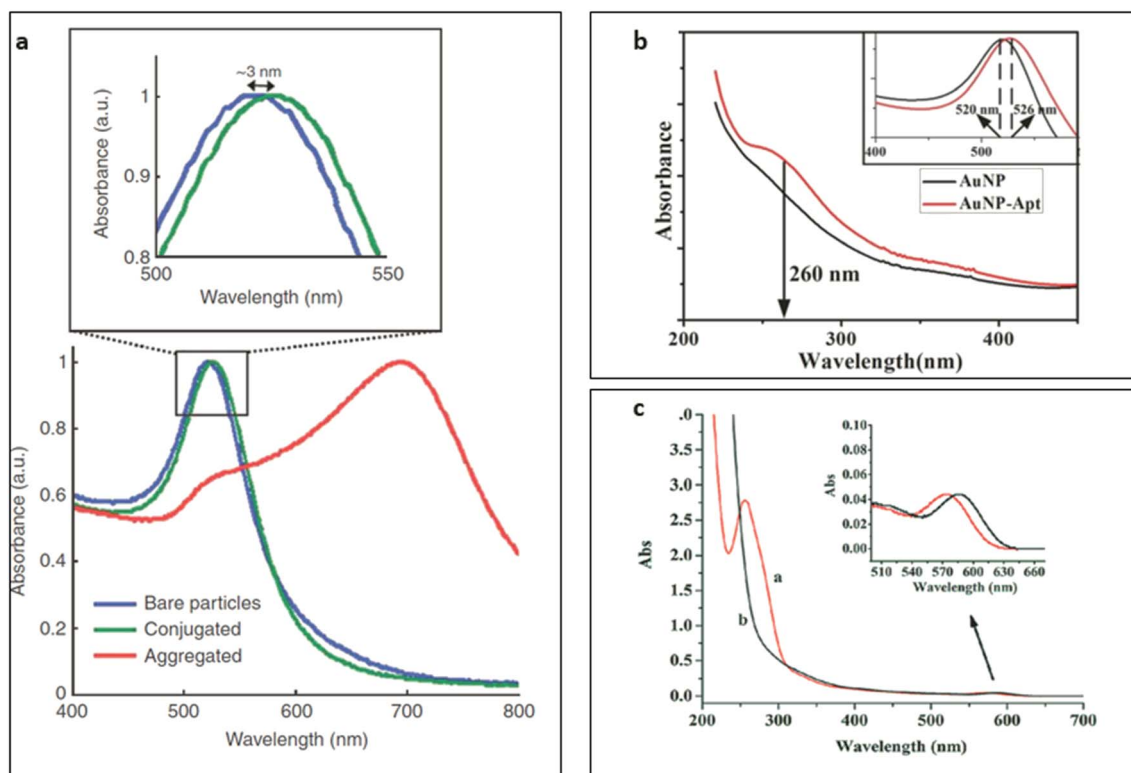 a
~3 nm
Absorbance (a.u.)
1
0.9
0.8
500
550
Wavelength (nm)
Absorbance (a.u.)
1
0.8
0.6
0.4
0.2
0
Bare particles
Conjugated
Aggregated
400
500
600
700
800
Wavelength (nm)
b
Absorbance
520 nm
526 nm
400
500
AuNP
AuNP-Apt
260 nm
200
300
400
Wavelength(nm)
c
Abs
.0
3.5
3.0
2.5
2.0
1.5
1.0
0.5
0.0
a
b
Abs
0.10
0.08
0.06
0.04
0.02
0.00
510
540
570
600
630
660
Wavelength (nm)
200
300
400
500
600
700
Wavelength (nm)